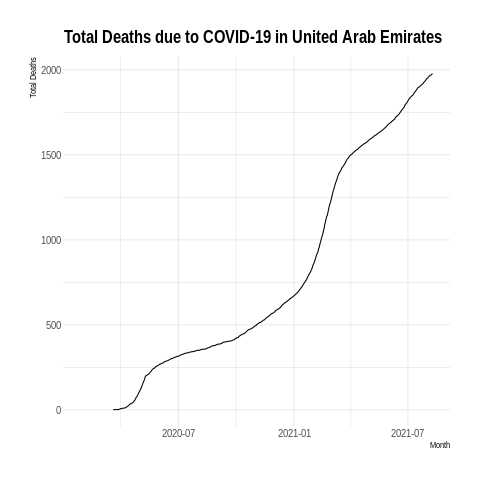 Total Deaths due to COVID-19 in United Arab Emirates
Total Deaths
2000
1500
1000
500
0
2020-07
2021-01
2021-07
Month